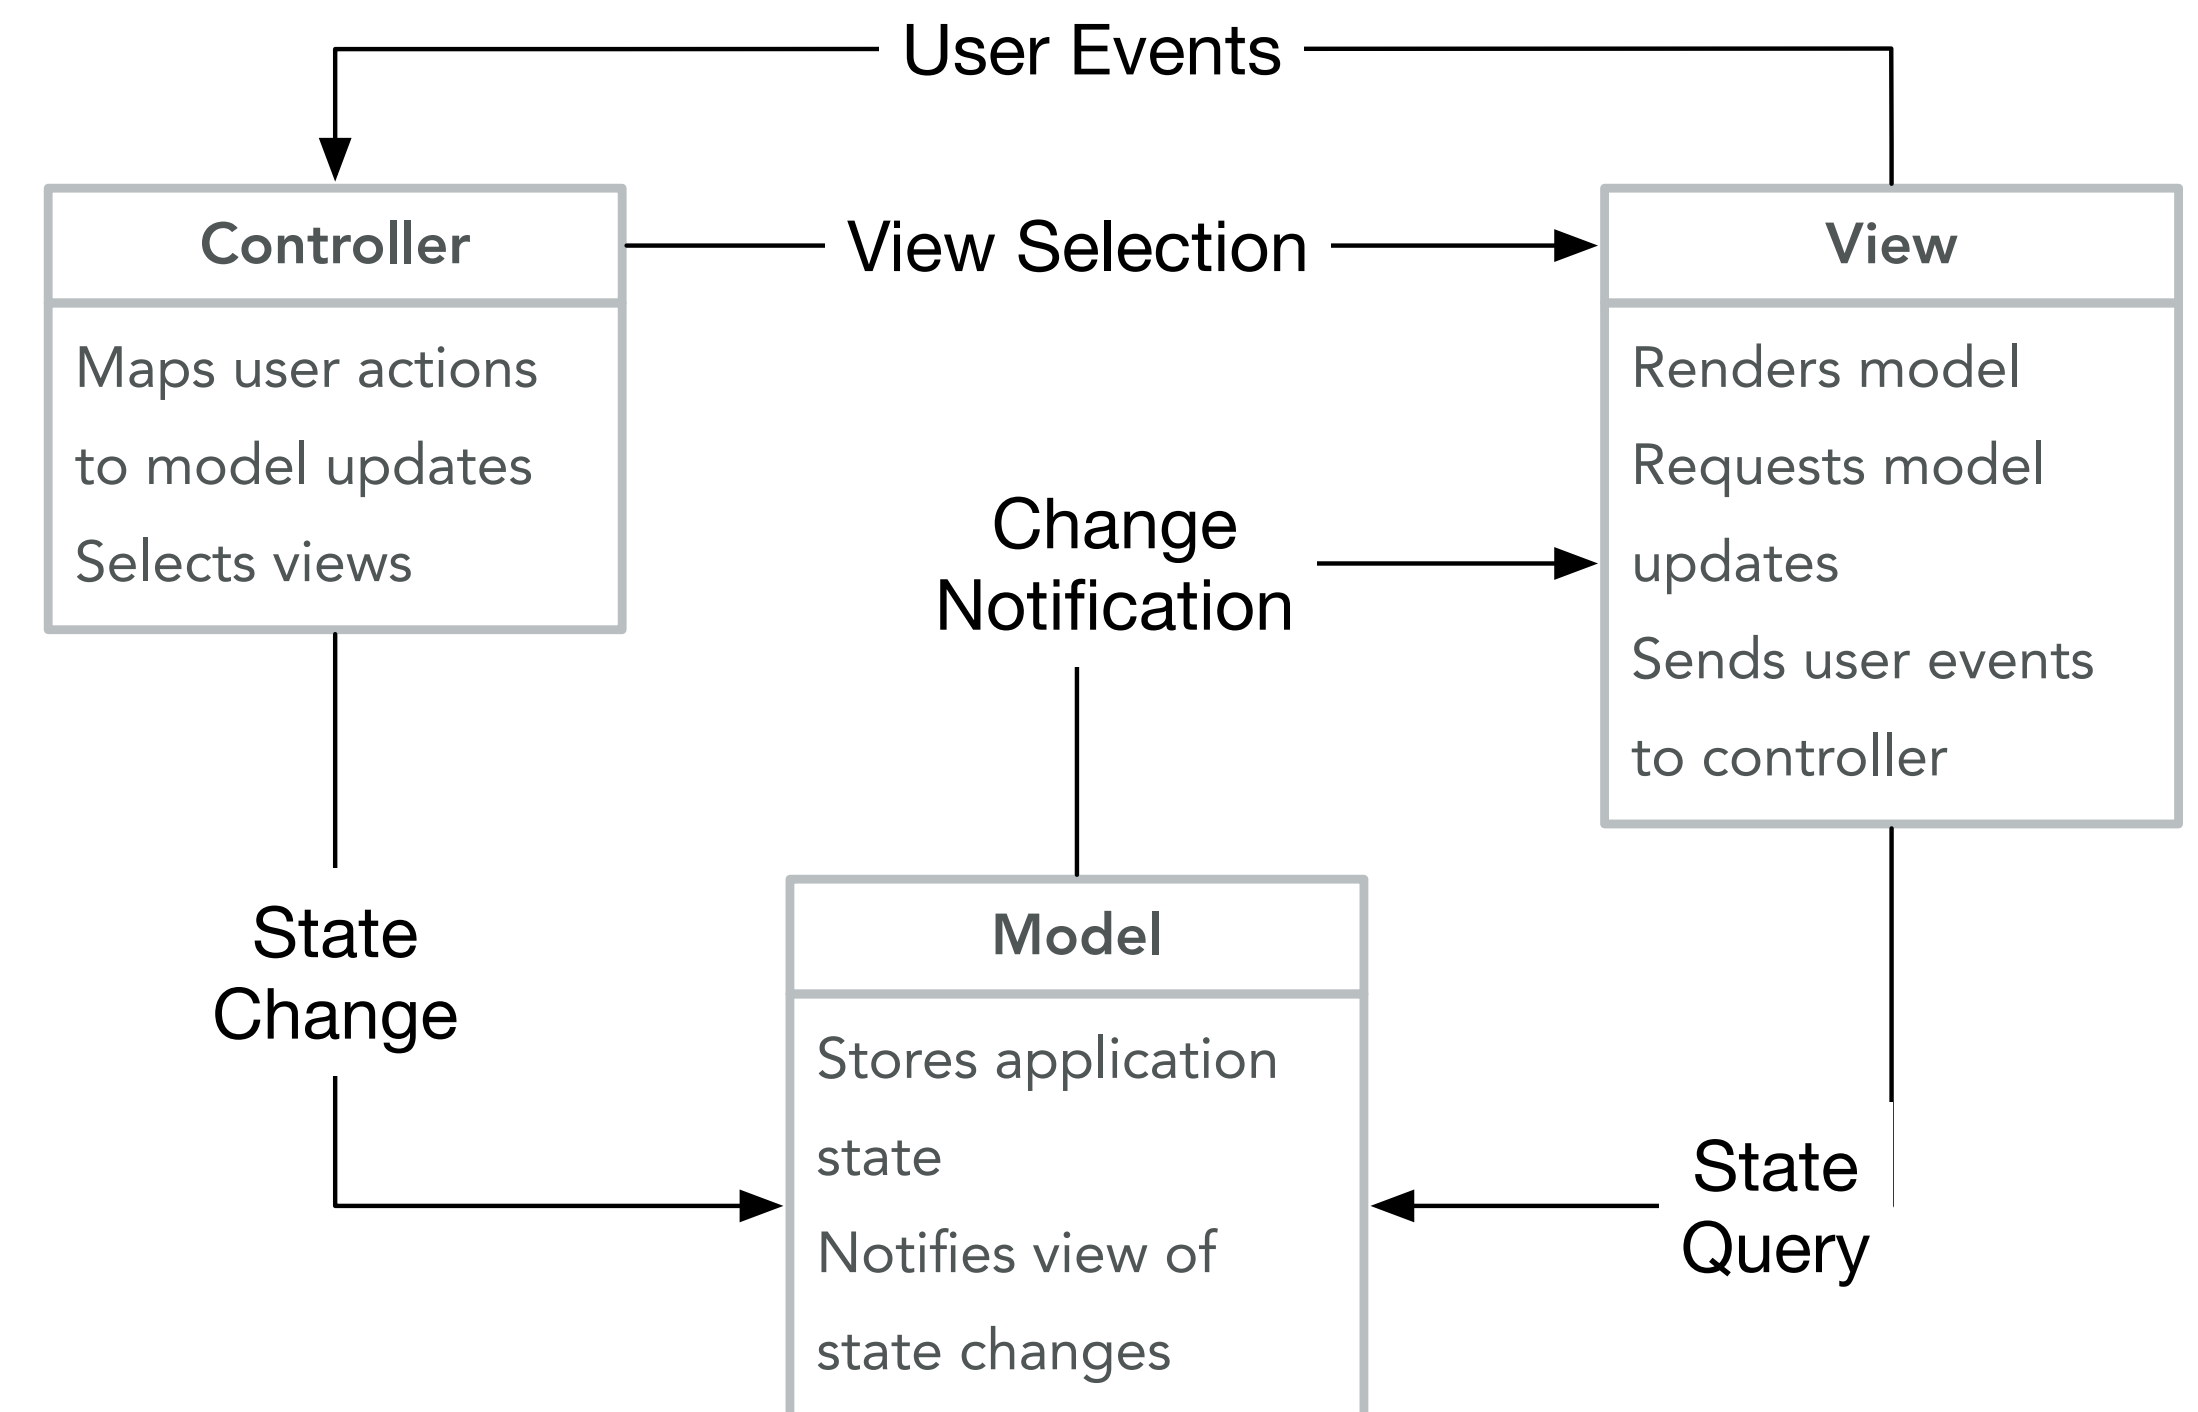 User Events
Controller
View Selection
View
Maps user actions
to model updates
Selects views
Renders model
Requests model
updates
Sends user events
to controller
Change
Notification
State
Change
Model
Stores application
state
Notifies view of
state changes
State
Query